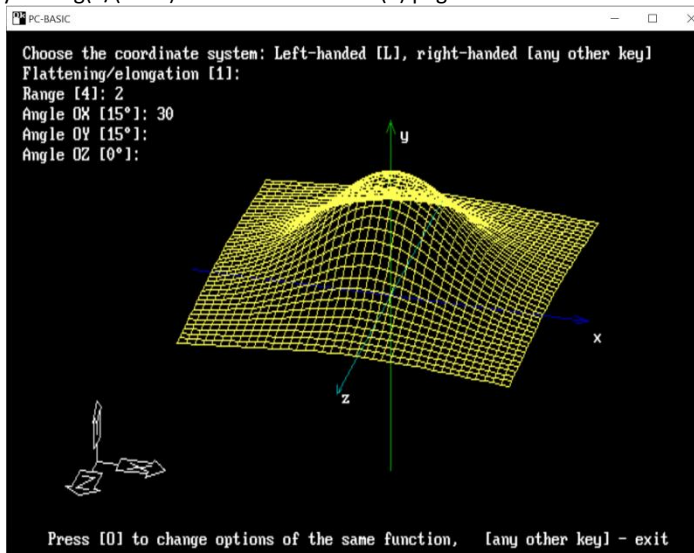 PC-BASIC
Choose the coordinate system: Left-handed [L], right-handed [any other key]
Flattening/elongation [1]:
Range [4]: 2
Angle OX [15°]: 30
Angle OY [15°]:
Angle OZ [0°]:
y
x
z
X
Z
Press [O] to change options of the same function, [any other key] - exit